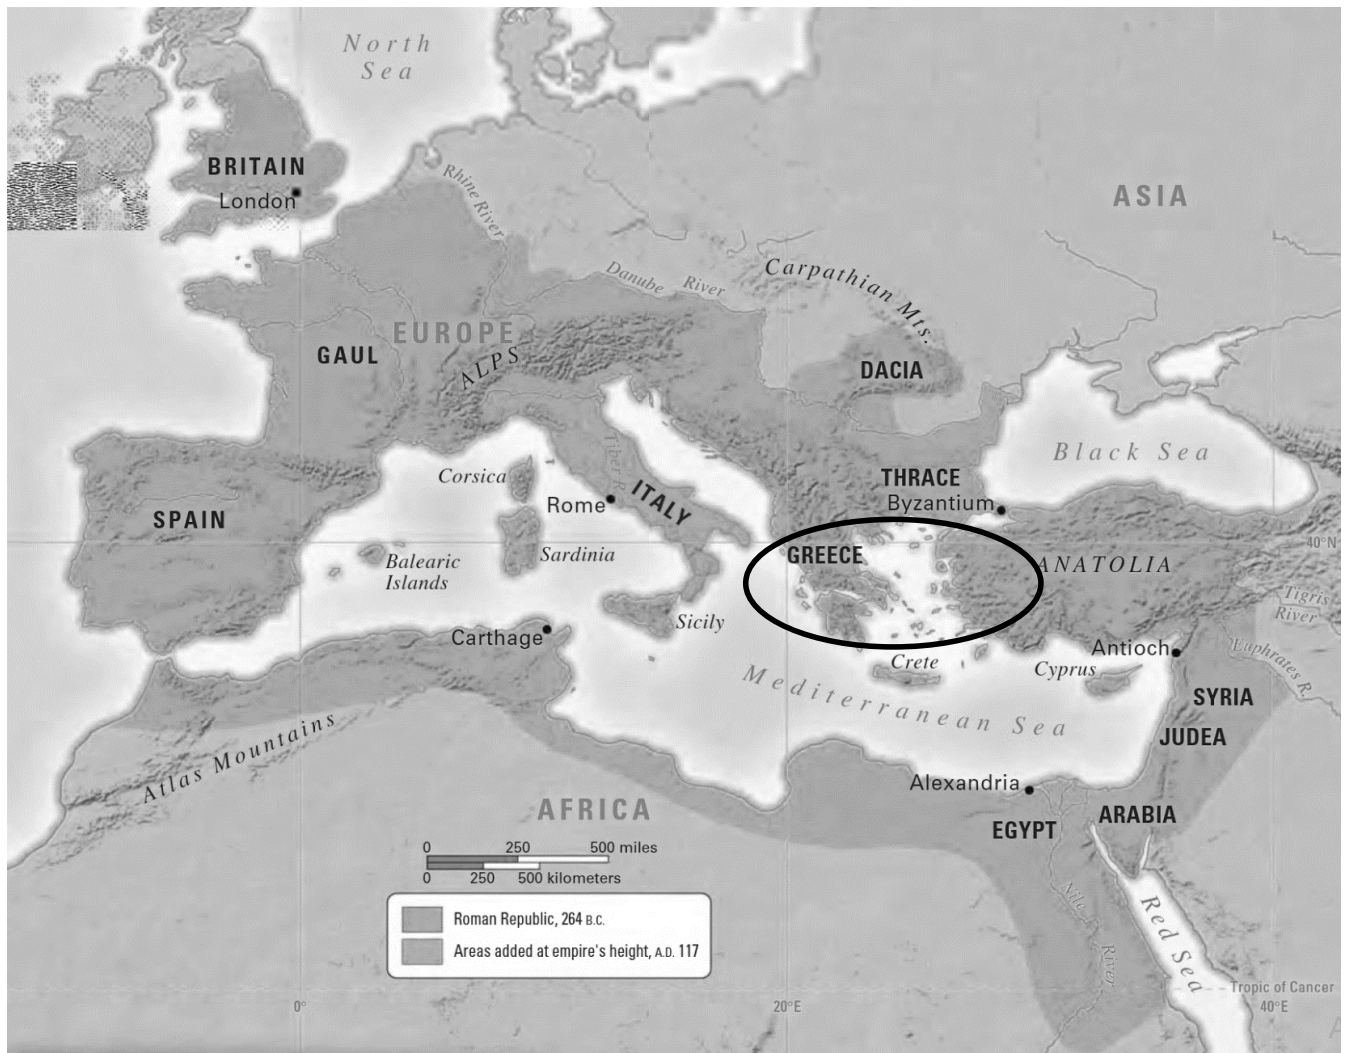 North
Sea
BRITAIN
London
Rhine River
ASIA
Carpathian Mts.
Danube River
EUROPE
GAUL
ALPS
DACIA
Black Sea
Corsica
Tiber R.
THRACE
Byzantium
Rome
ITALY
SPAIN
40°N
GREECE
ANATOLIA
Balearic
Islands
Sardinia
Tigris
River
Sicily
Carthage
Antioch
Euphrates R.
Crete
Cyprus
Mediterranean Sea
SYRIA
JUDEA
Atlas Mountains
Alexandria
AFRICA
ARABIA
EGYPT
0 250 500 miles
0 250 500 kilometers
Nile River
Red Sea
Roman Republic, 264 B.C.
Areas added at empire's height, A.D. 117
Tropic of Cancer
0° 20°E 40°E